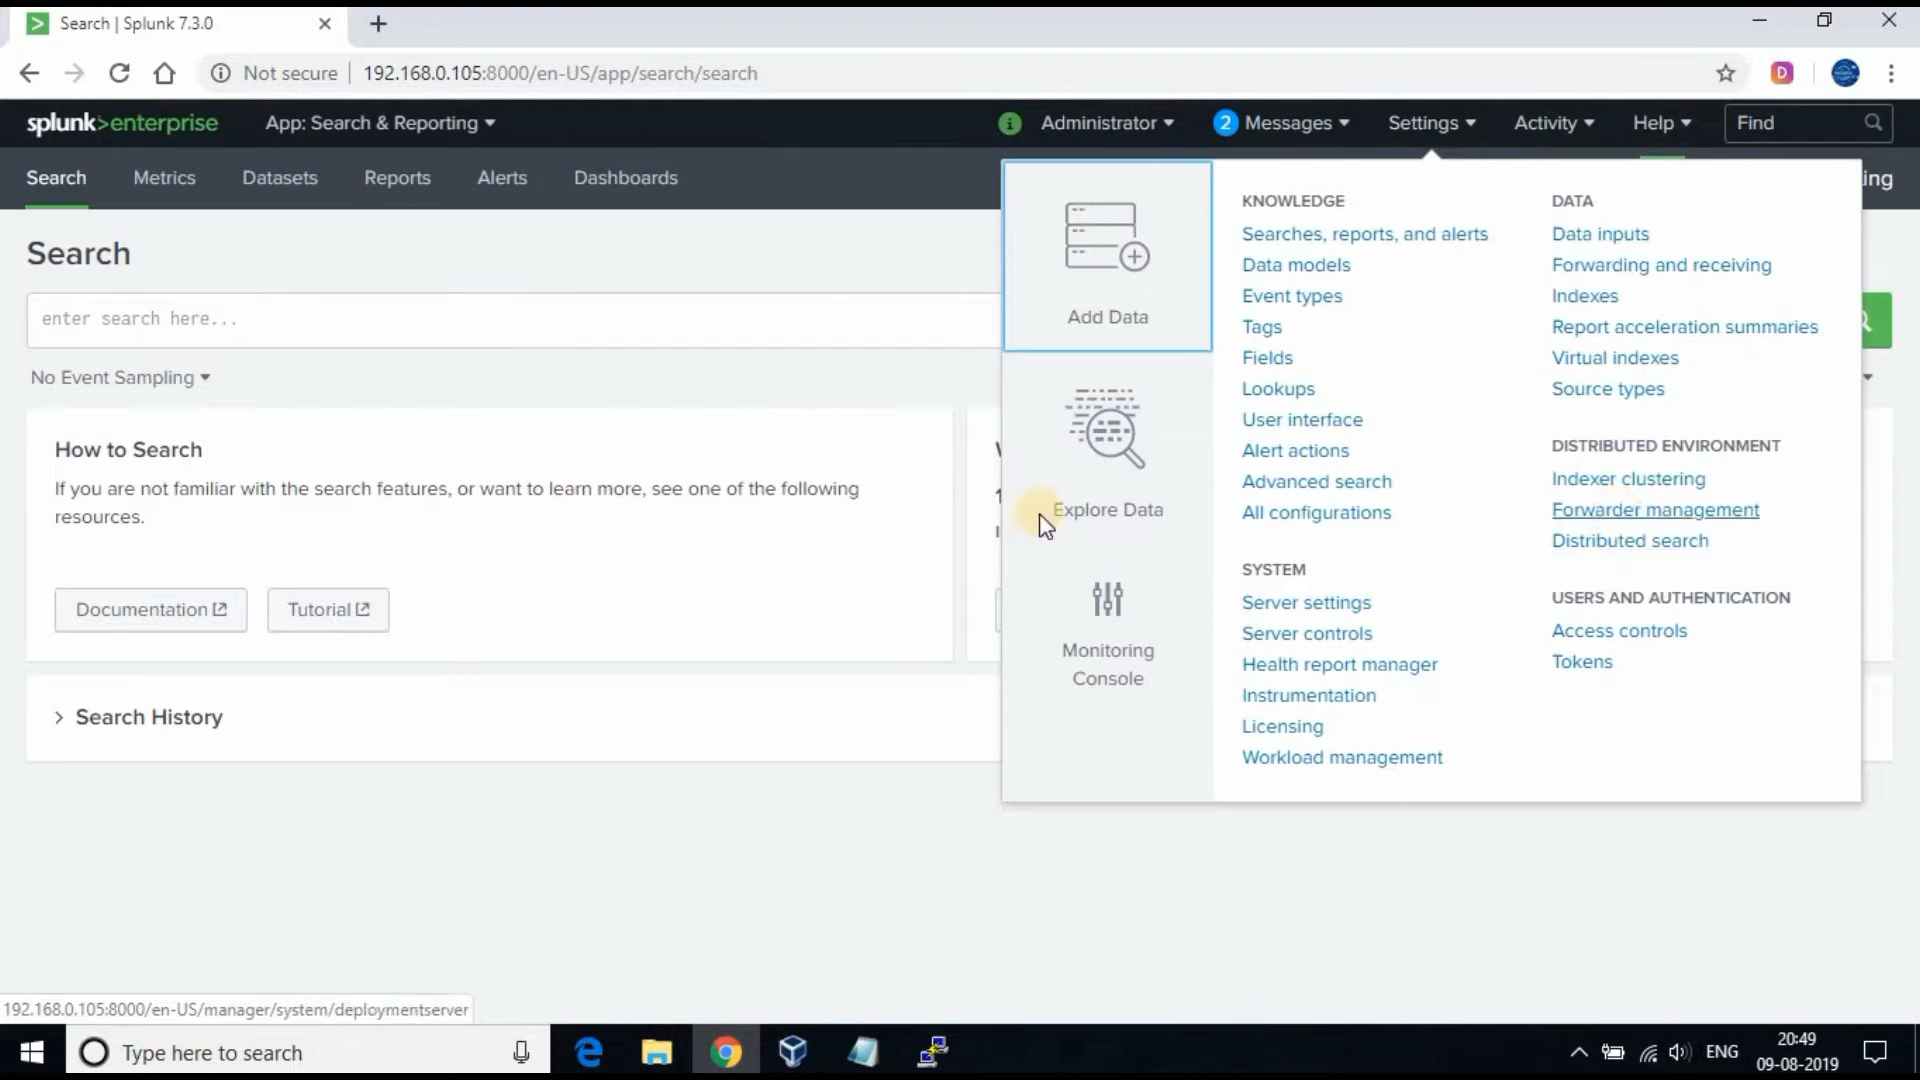 Search | Splunk 7.3.0
Not secure
192.168.0.105:8000/en-US/app/search/search
D
splunk>enterprise
App: Search & Reporting
Administrator
2 Messages
Settings
Activity
Help
Find
Search
Metrics
Datasets
Reports
Alerts
Dashboards
ing
Search
enter search here...
No Event Sampling
How to Search
If you are not familiar with the search features, or want to learn more, see one of the following
resources.
Documentation
Tutorial
Search History
Add Data
Explore Data
Monitoring
Console
KNOWLEDGE
Searches, reports, and alerts
Data models
Event types
Tags
Fields
Lookups
User interface
Alert actions
Advanced search
All configurations
SYSTEM
Server settings
Server controls
Health report manager
Instrumentation
Licensing
Workload management
DATA
Data inputs
Forwarding and receiving
Indexes
Report acceleration summaries
Virtual indexes
Source types
DISTRIBUTED ENVIRONMENT
Indexer clustering
Forwarder management
Distributed search
USERS AND AUTHENTICATION
Access controls
Tokens
192.168.0.105:8000/en-US/manager/system/deploymentserver
Type here to search
ENG
20:49
09-08-2019